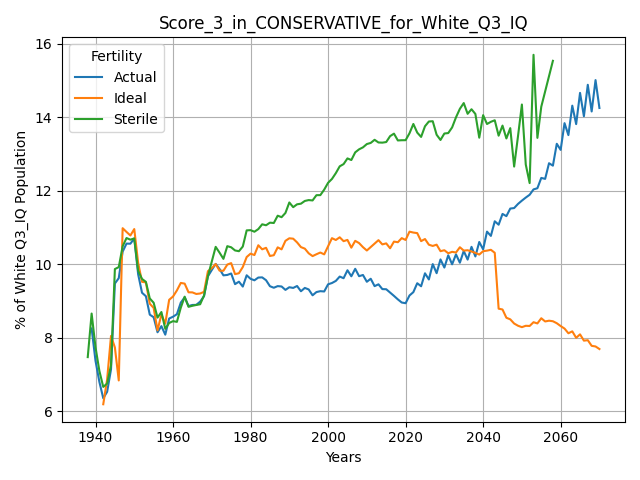 Score_3_in_CONSERVATIVE_for_White_Q3_IQ
Fertility
Actual
Ideal
Sterile
% of White Q3_IQ Population
16
14
12
10
8
6
1940 1960 1980 2000 2020 2040 2060
Years